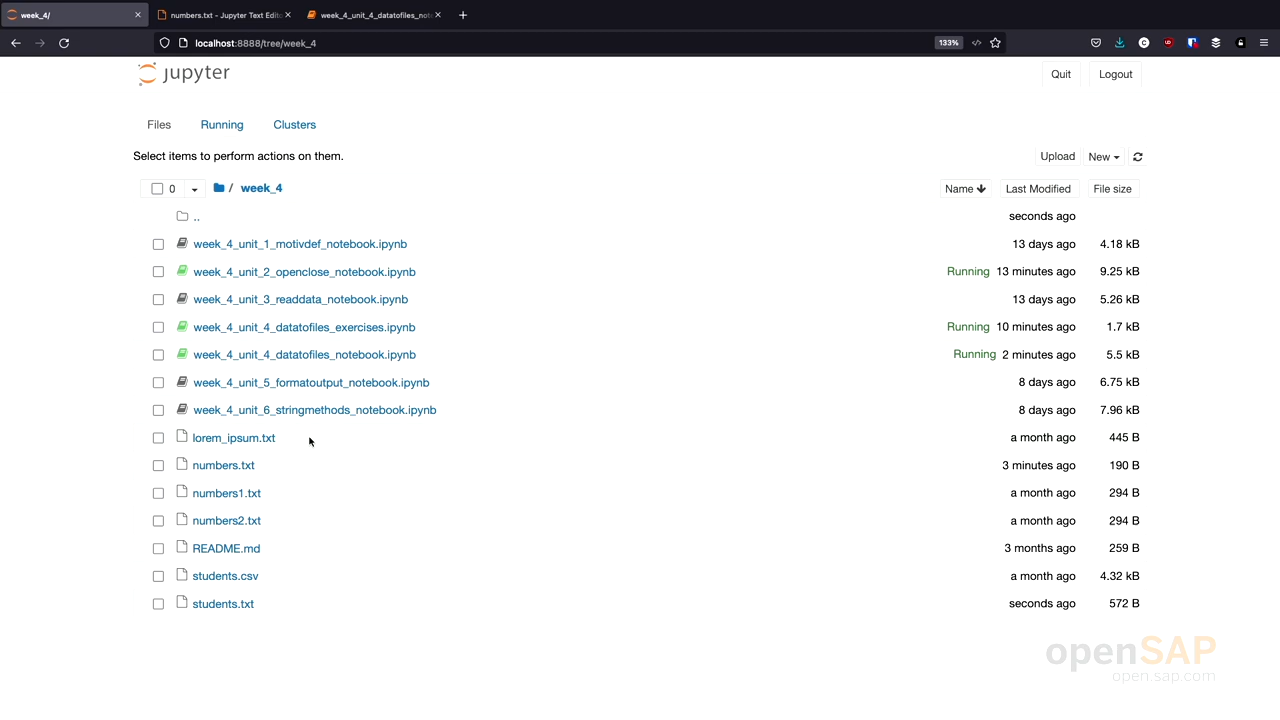 week_4/
numbers.txt - Jupyter Text Edito
week_4_unit_4_datatofiles_note
localhost:8888/tree/week_4
133%
jupyter
Quit
Logout
Files
Running
Clusters
Select items to perform actions on them.
Upload
New
0
/ week_4
Name
Last Modified
File size
..
seconds ago
week_4_unit_1_motivdef_notebook.ipynb
13 days ago
4.18 kB
week_4_unit_2_openclose_notebook.ipynb
Running 13 minutes ago
9.25 kB
week_4_unit_3_readdata_notebook.ipynb
13 days ago
5.26 kB
week_4_unit_4_datatofiles_exercises.ipynb
Running 10 minutes ago
1.7 kB
week_4_unit_4_datatofiles_notebook.ipynb
Running 2 minutes ago
5.5 kB
week_4_unit_5_formatoutput_notebook.ipynb
8 days ago
6.75 kB
week_4_unit_6_stringmethods_notebook.ipynb
8 days ago
7.96 kB
lorem_ipsum.txt
a month ago
445 B
numbers.txt
3 minutes ago
190 B
numbers1.txt
a month ago
294 B
numbers2.txt
a month ago
294 B
README.md
3 months ago
259 B
students.csv
a month ago
4.32 kB
students.txt
seconds ago
572 B
openSAP
open.sap.com